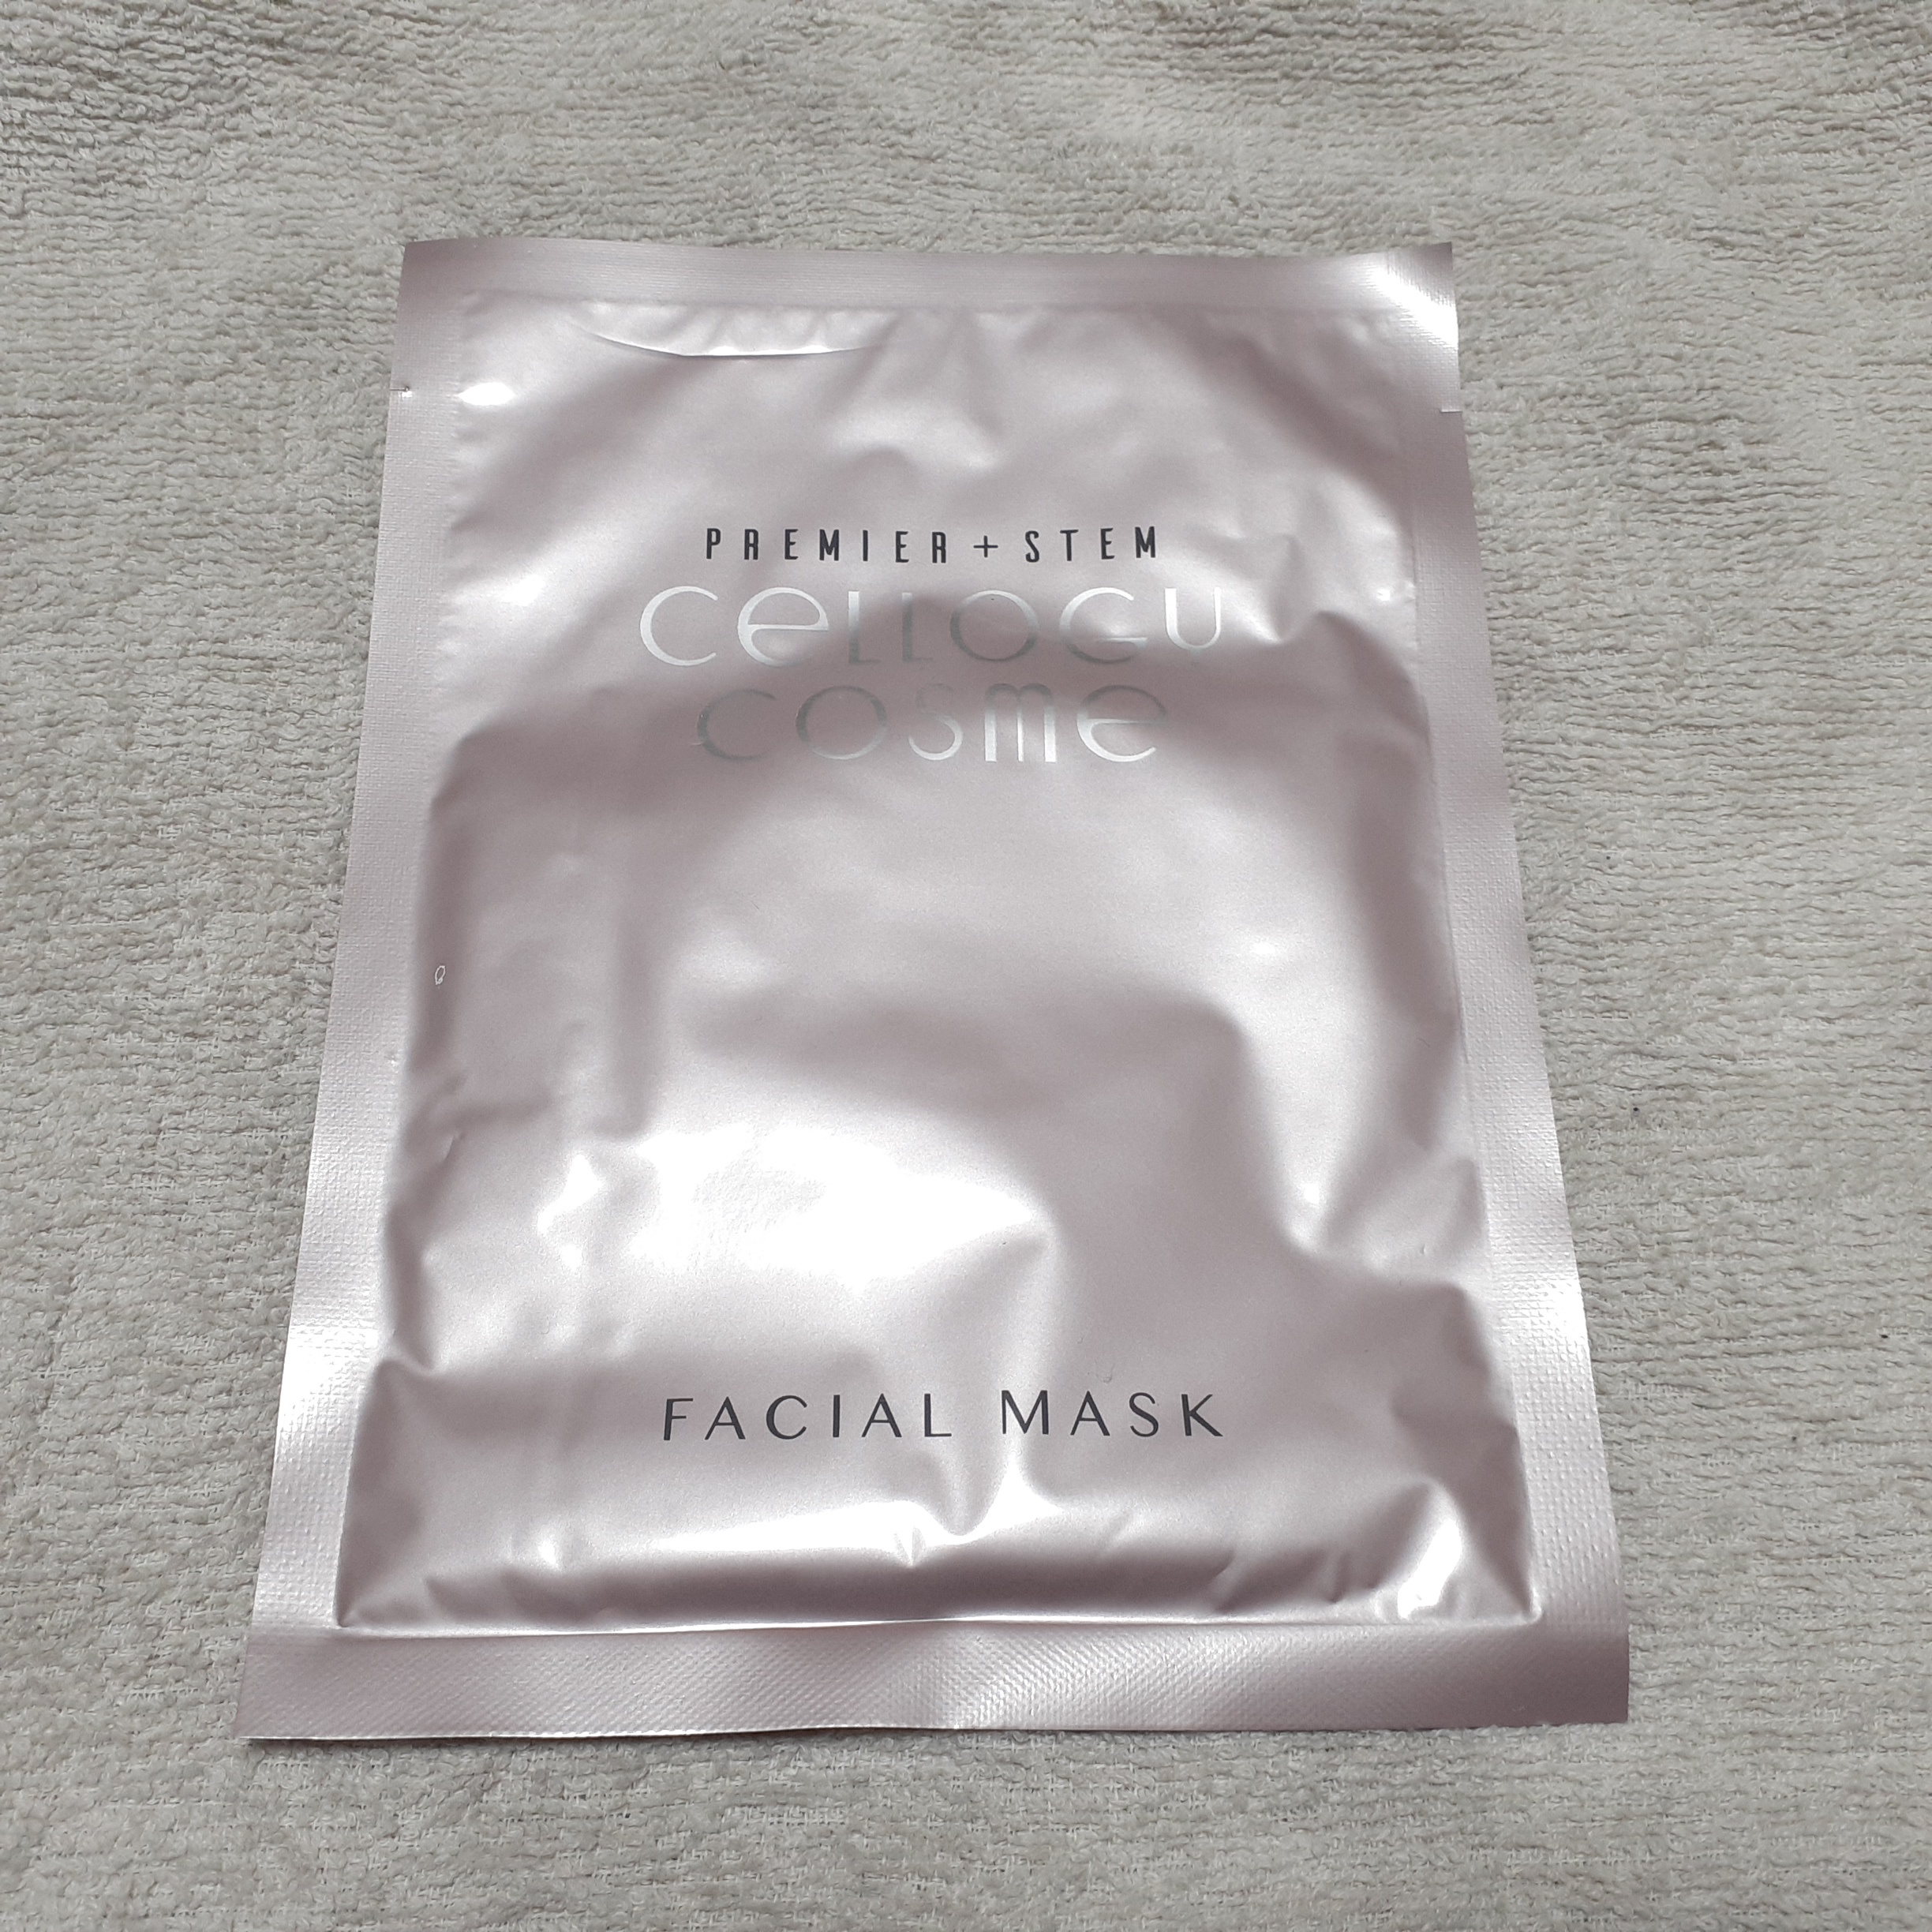 PREMIER+STEM
CELLOGY
COSME
FACIAL MASK